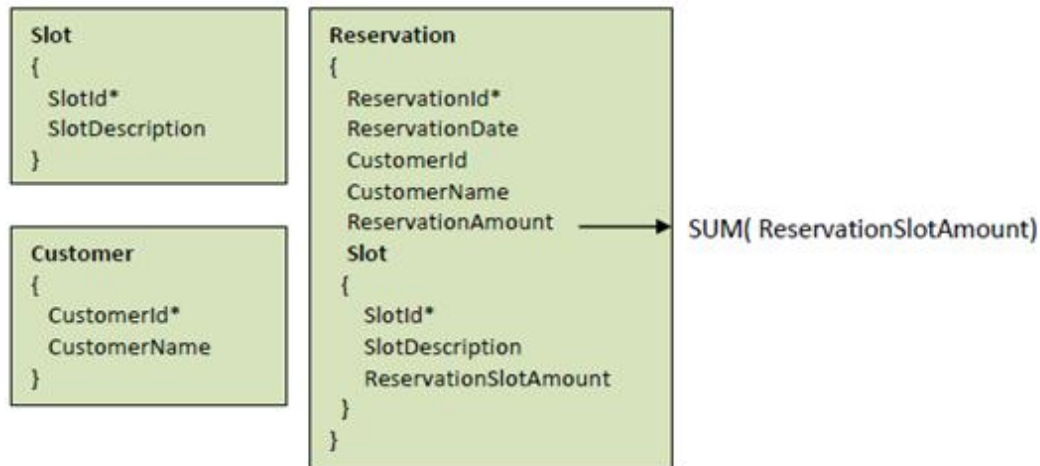 Slot
{
SlotId*
SlotDescription
}
Customer
{
CustomerId*
CustomerName
}
Reservation
{
ReservationId*
ReservationDate
CustomerId
CustomerName
ReservationAmount
Slot
{
SlotId*
SlotDescription
ReservationSlotAmount
}
}
SUM( ReservationSlotAmount)